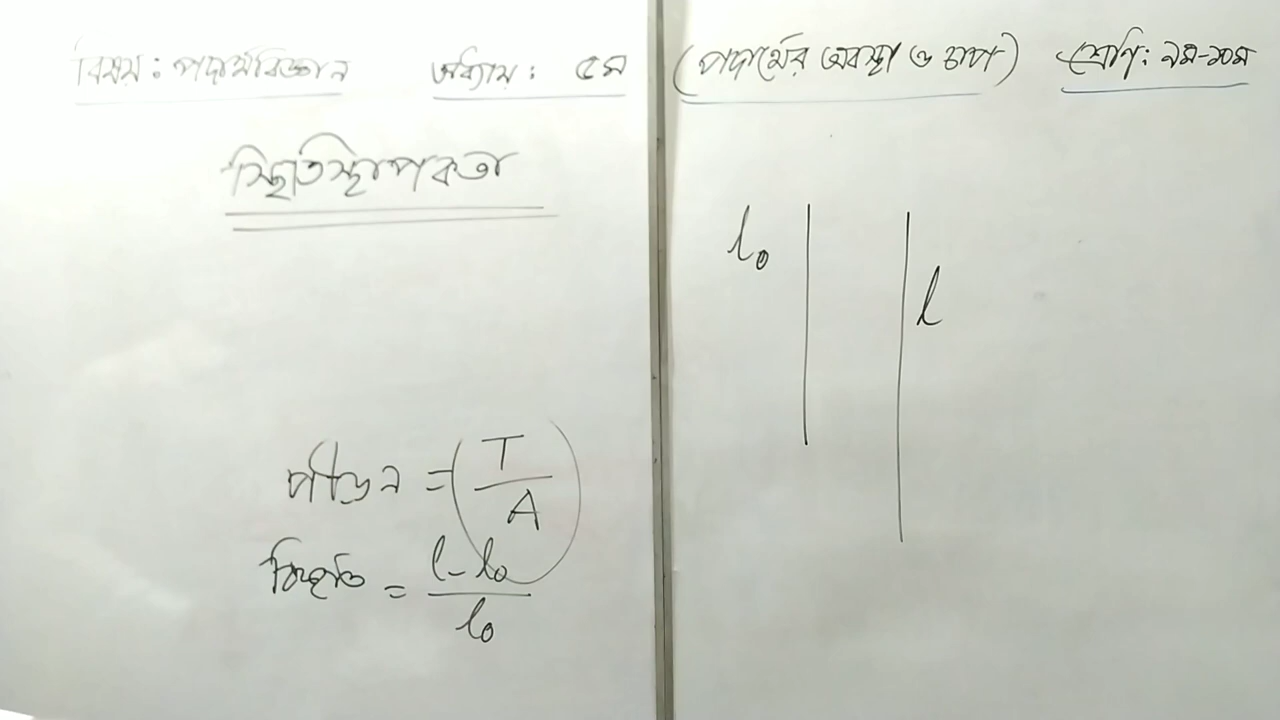 বিষয়: পদার্থবিজ্ঞান অধ্যায়: ৫ম (পদার্থের অবস্থা ও চাপ) শ্রেণি: ৯ম-১০ম
স্থিতিস্থাপকতা
l₀
l
পীড়ন = (T/A)
বিকৃতি = (l - l₀)/l₀